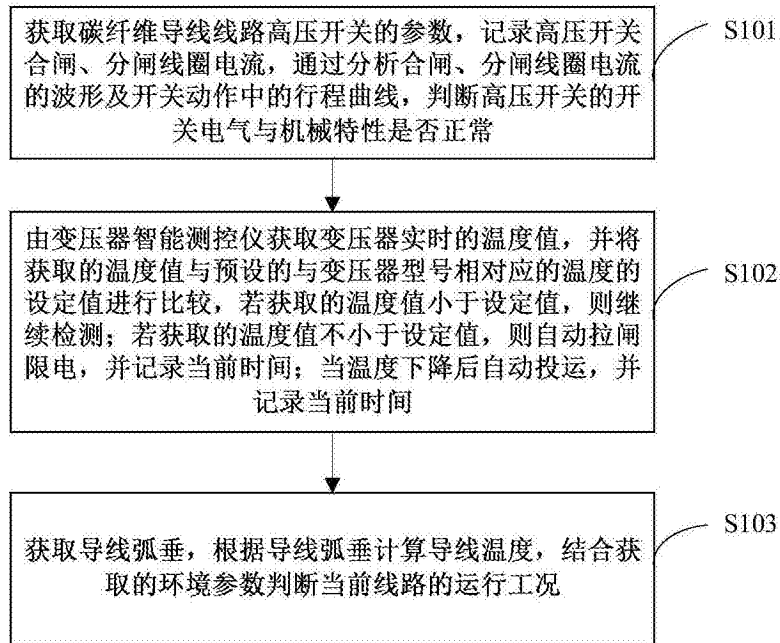 获取碳纤维导线线路高压开关的参数，记录高压开关
合闸、分闸线圈电流，通过分析合闸、分闸线圈电流
的波形及开关动作中的行程曲线，判断高压开关的开
关电气与机械特性是否正常
S101
由变压器智能测控仪获取变压器实时的温度值，并将
获取的温度值与预设的与变压器型号相对应的温度的
设定值进行比较，若获取的温度值小于设定值，则继
续检测；若获取的温度值不小于设定值，则自动拉闸
限电，并记录当前时间；当温度下降后自动投运，并
记录当前时间
S102
获取导线弧垂，根据导线弧垂计算导线温度，结合获
取的环境参数判断当前线路的运行工况
S103